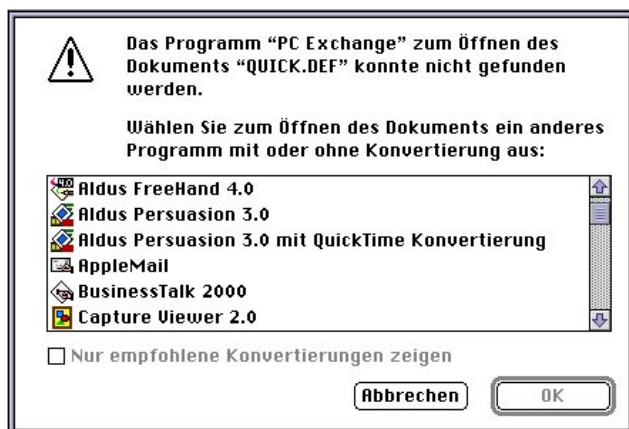 Das Programm “PC Exchange” zum Öffnen des
Dokuments “QUICK.DEF” konnte nicht gefunden
werden.
Wählen Sie zum Öffnen des Dokuments ein anderes
Programm mit oder ohne Konvertierung aus:
Aldus FreeHand 4.0
Aldus Persuasion 3.0
Aldus Persuasion 3.0 mit QuickTime Konvertierung
AppleMail
BusinessTalk 2000
Capture Viewer 2.0
Nur empfohlene Konvertierungen zeigen
Abbrechen OK